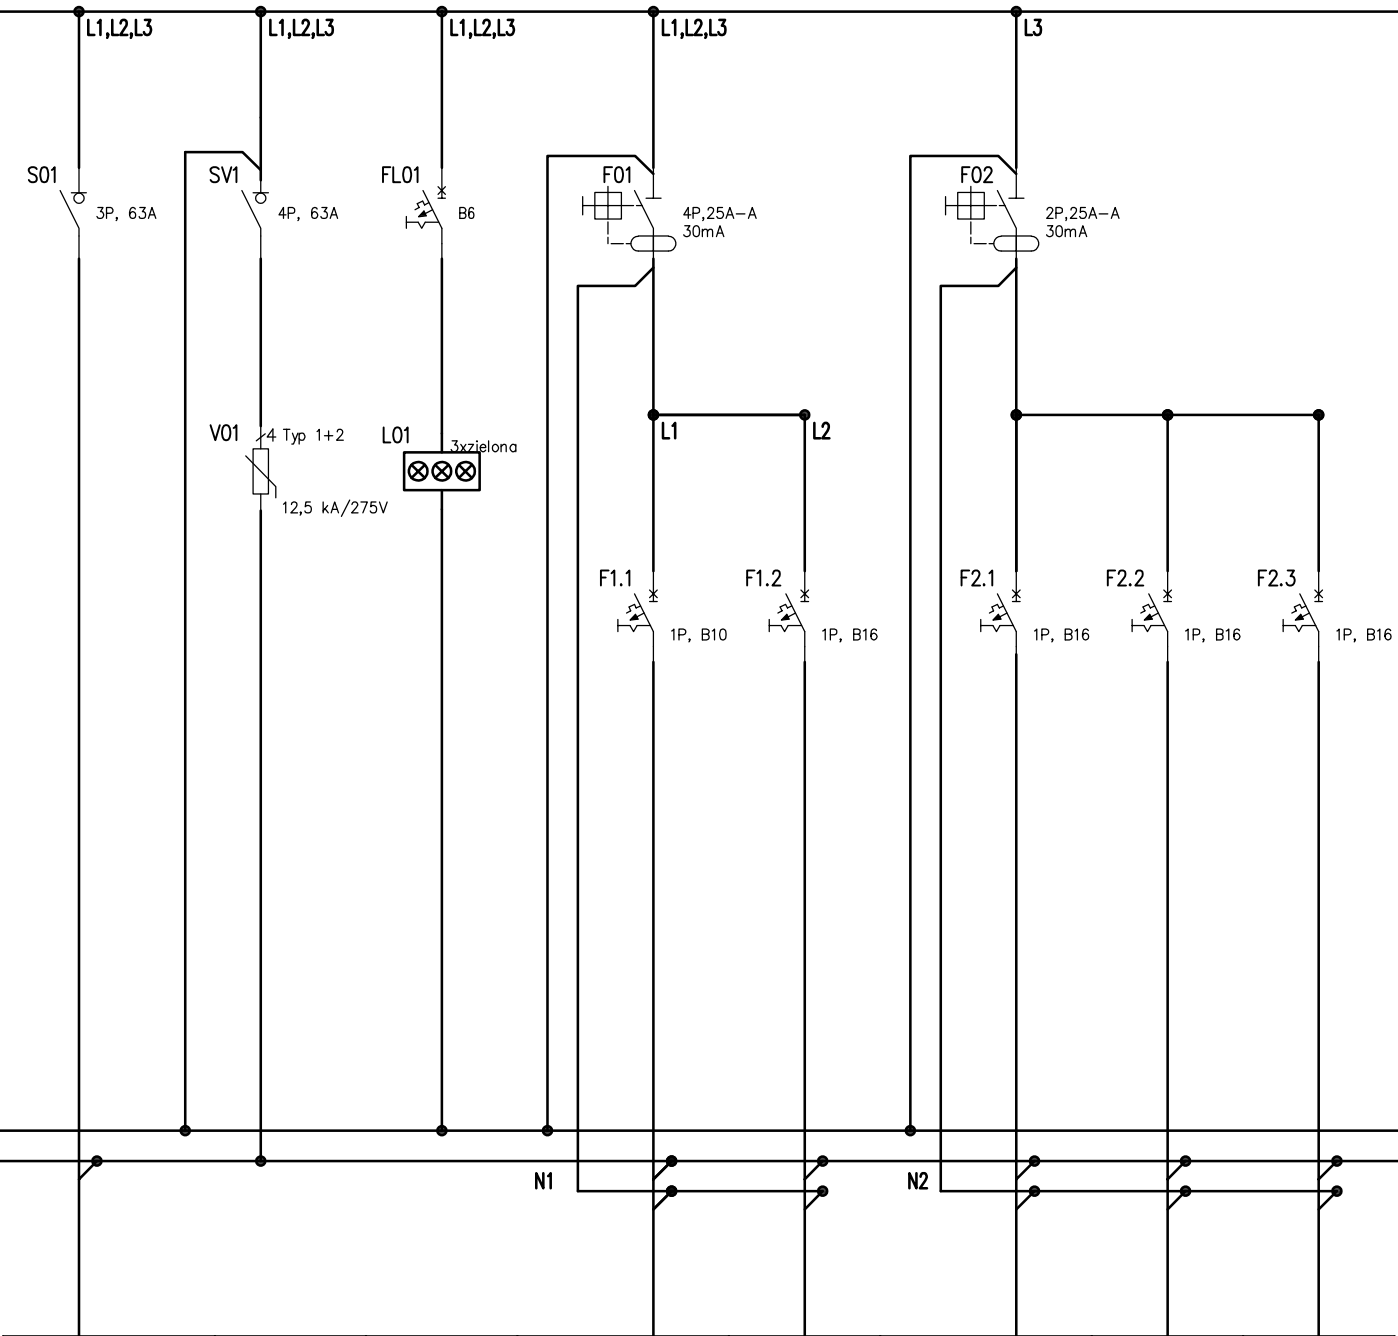 L1,L2,L3
L1,L2,L3
L1,L2,L3
L1,L2,L3
L3
S01
3P, 63A
SV1
4P, 63A
FL01
B6
F01
4P,25A-A
30mA
F02
2P,25A-A
30mA
V01
4 Typ 1+2
12,5 kA/275V
L01
3xzielona
L1
L2
F1.1
1P, B10
F1.2
1P, B16
F2.1
1P, B16
F2.2
1P, B16
F2.3
1P, B16
N1
N2